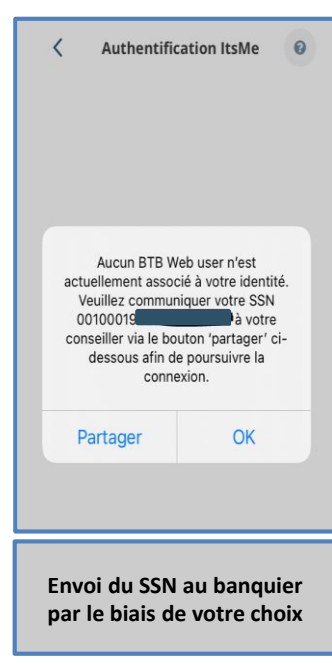 Authentification ItsMe ?
Aucun BTB Web user n'est
actuellement associé à votre identité.
Veuillez communiquer votre SSN
00100019 à votre
conseiller via le bouton 'partager' ci-
dessous afin de poursuivre la
connexion.
Partager OK
Envoi du SSN au banquier
par le biais de votre choix